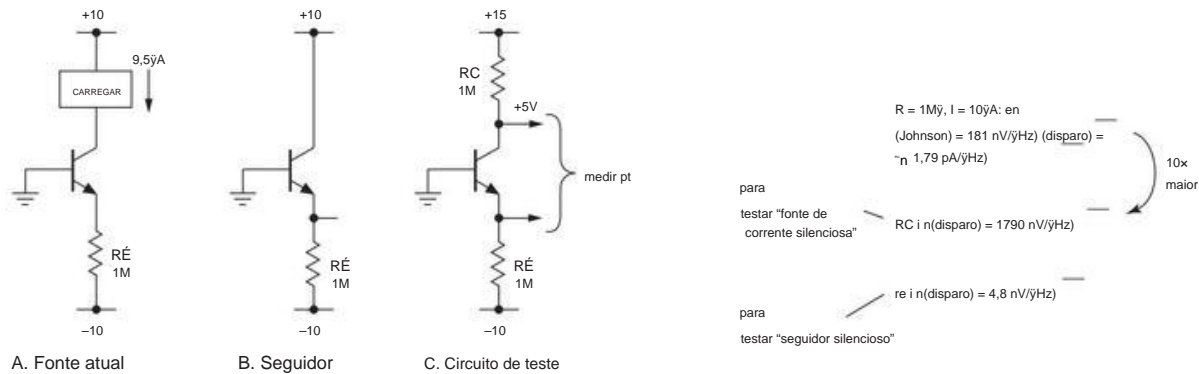 +10
9,5ÿA
CARREGAR
RÉ
1M
–10
A. Fonte atual
+10
RÉ
1M
–10
B. Seguidor
+15
RC
1M
+5V
medir pt
RÉ
1M
–10
C. Circuito de teste
R = 1Mÿ, I = 10ÿA: en
(Johnson) = 181 nV/ÿHz) (disparo) =
n 1,79 pA/ÿHz)
10×
maior
para
testar “fonte de
corrente silenciosa”
RC i n(disparo) = 1790 nV/ÿHz)
re i n(disparo) = 4,8 nV/ÿHz)
para
testar “seguidor silencioso”